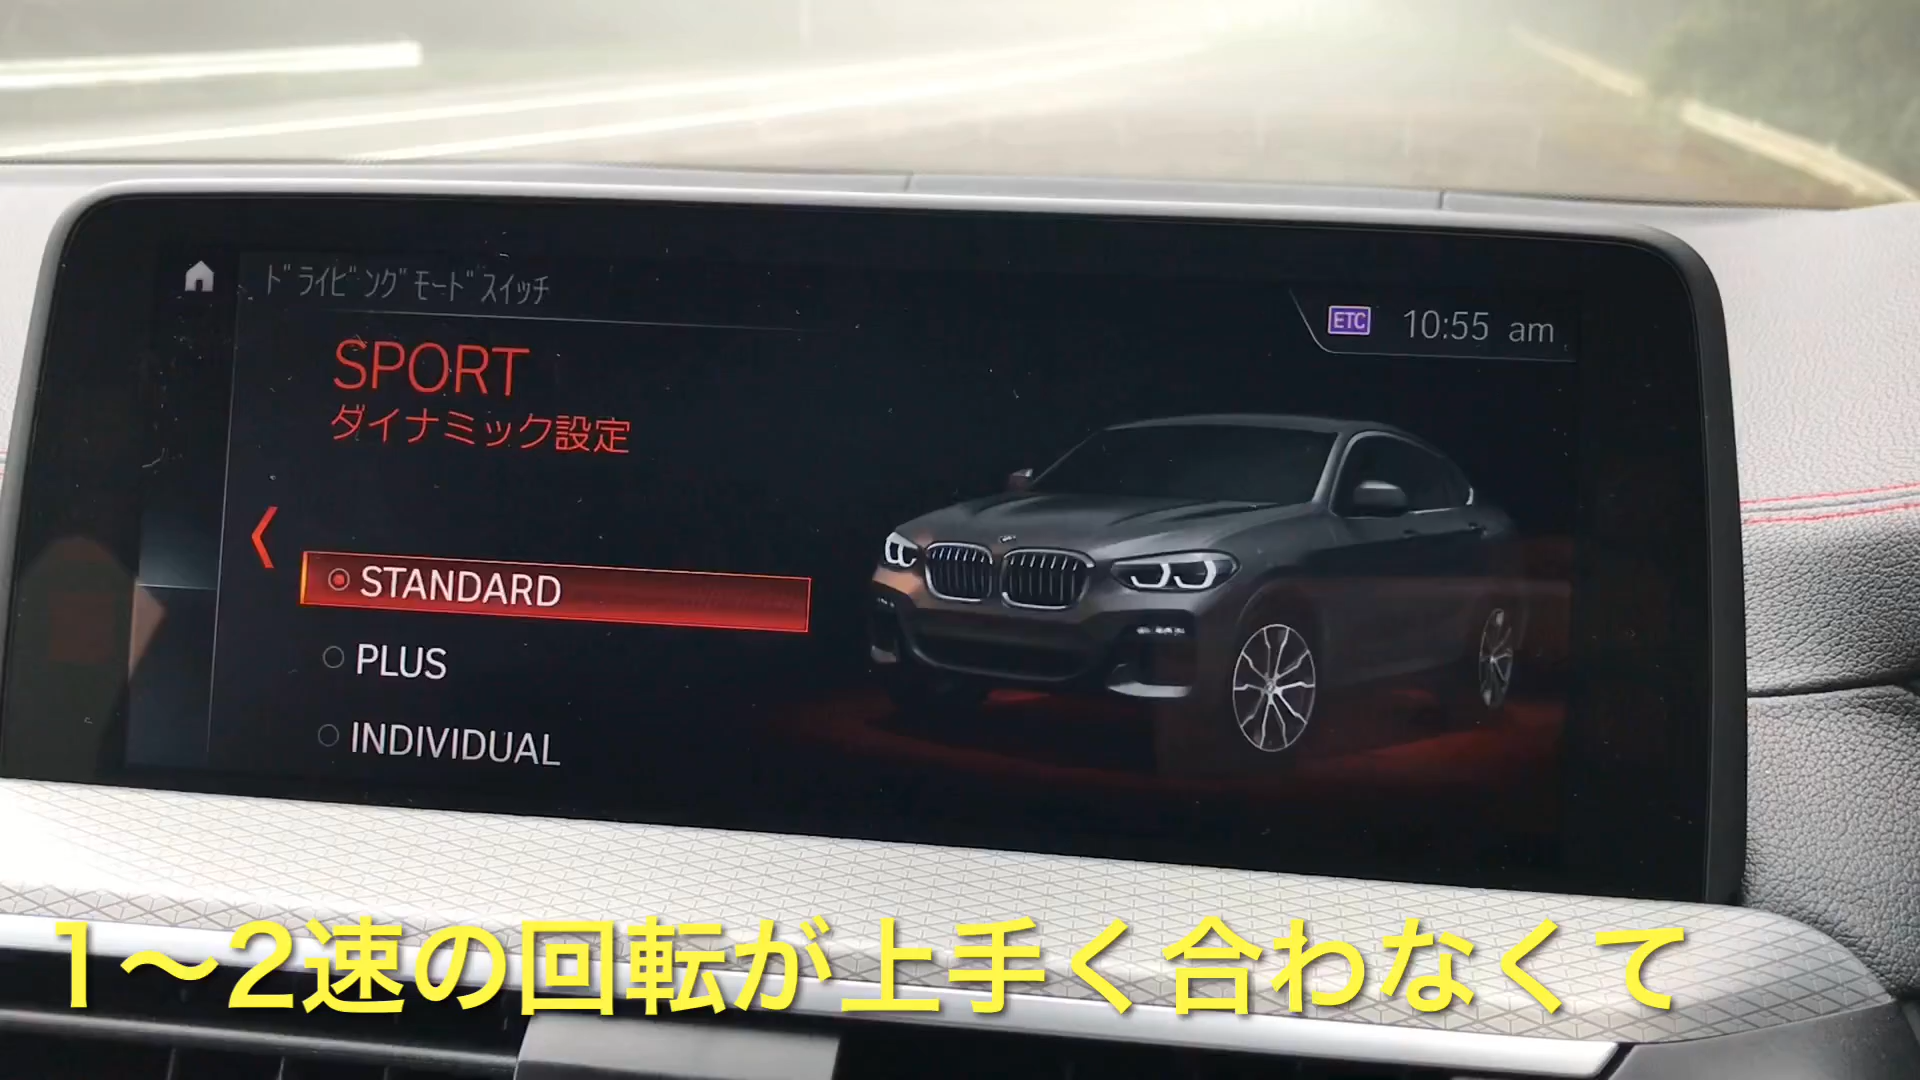 ﾄﾞﾗｲﾋﾞﾝｸﾞﾓｰﾄﾞｽｲｯﾁ
ETC 10:55 am
SPORT
ダイナミック設定
STANDARD
PLUS
INDIVIDUAL
1〜2速の回転が上手く合わなくて